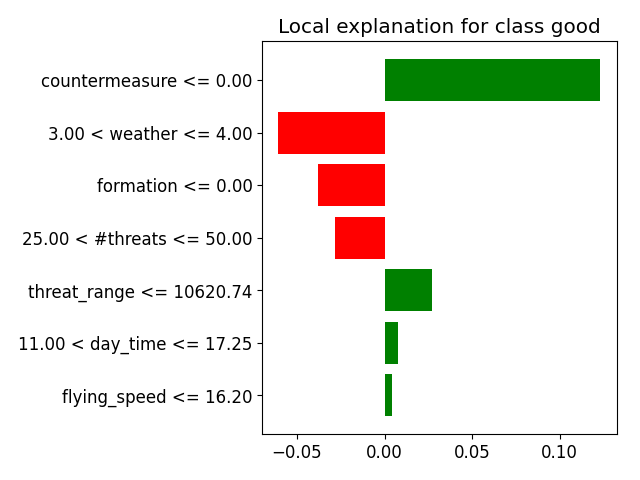 Local explanation for class good
countermeasure <= 0.00
3.00 < weather <= 4.00
formation <= 0.00
25.00 < #threats <= 50.00
threat_range <= 10620.74
11.00 < day_time <= 17.25
flying_speed <= 16.20
−0.05 0.00 0.05 0.10